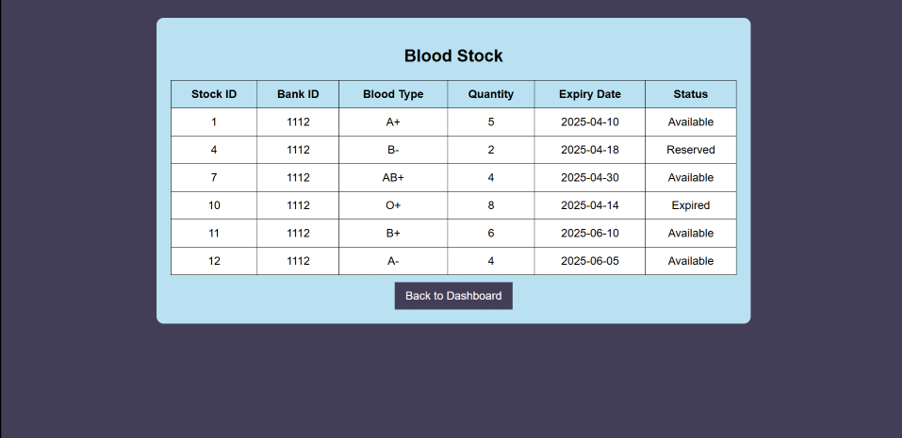 Blood Stock
Stock ID Bank ID Blood Type Quantity Expiry Date Status
1 1112 A+ 5 2025-04-10 Available
4 1112 B- 2 2025-04-18 Reserved
7 1112 AB+ 4 2025-04-30 Available
10 1112 O+ 8 2025-04-14 Expired
11 1112 B+ 6 2025-06-10 Available
12 1112 A- 4 2025-06-05 Available
Back to Dashboard